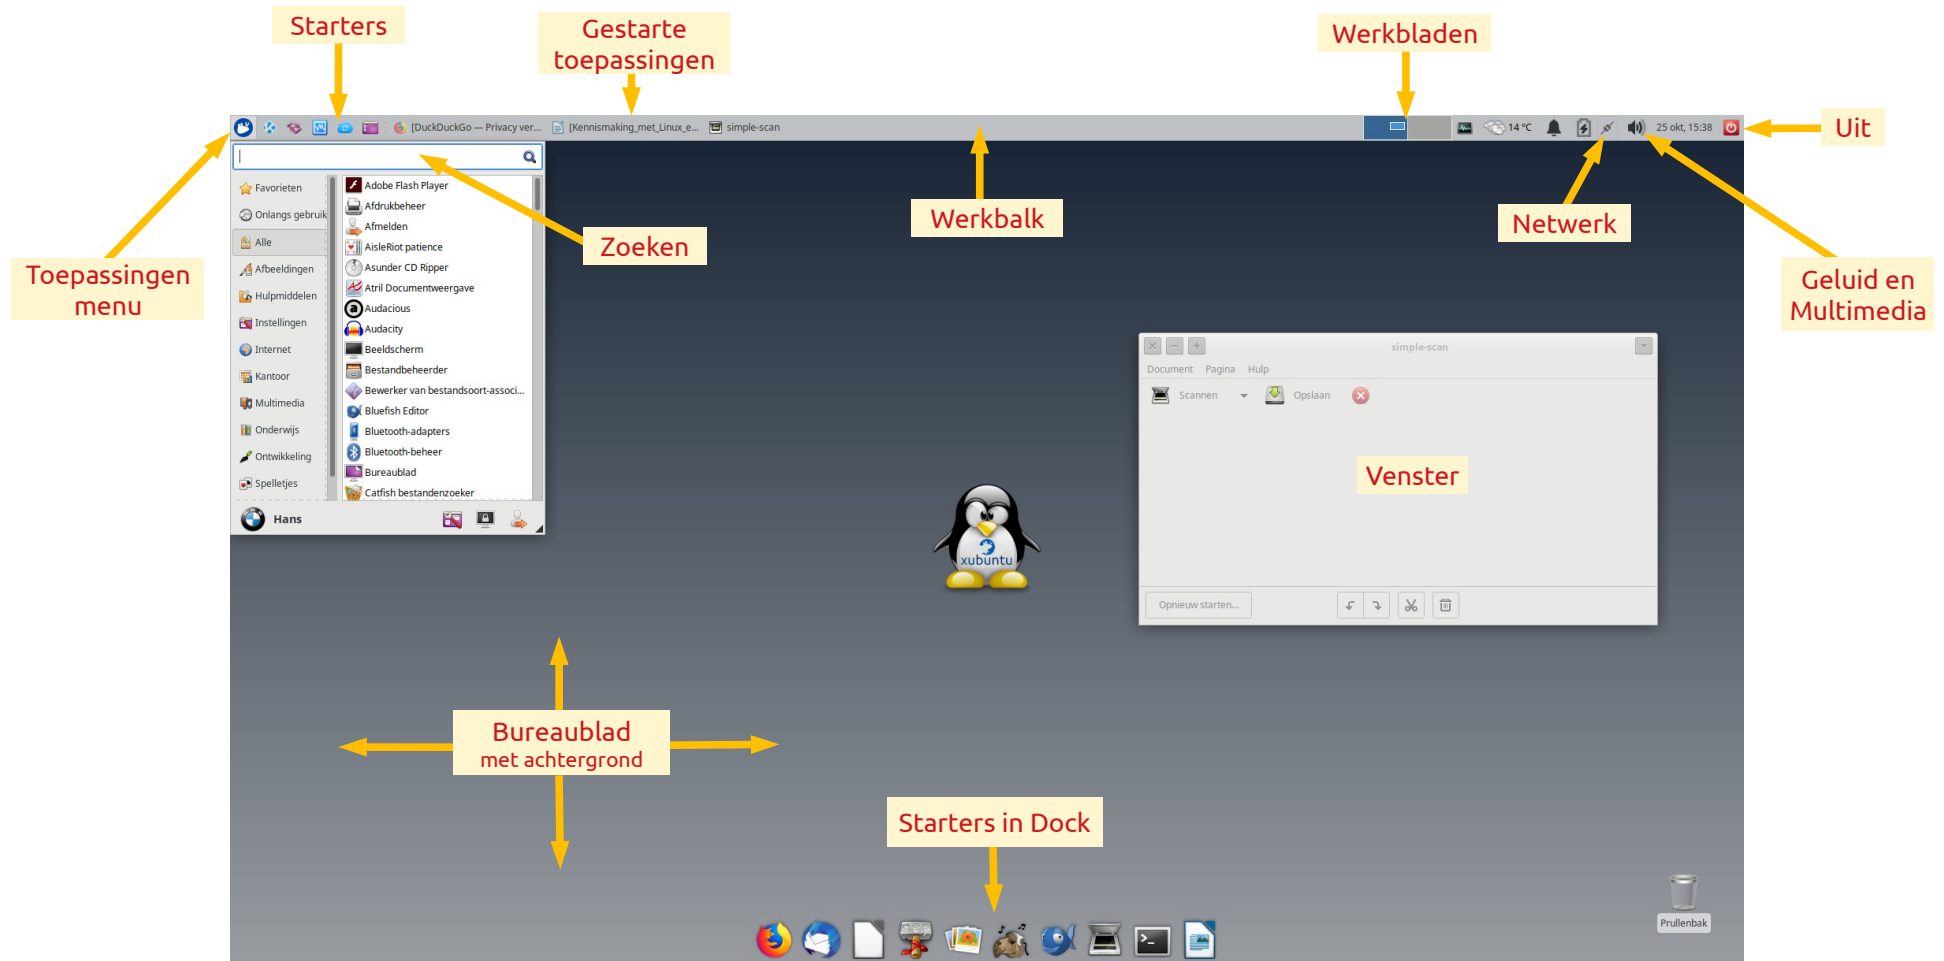 Starters
Gestarte
toepassingen
Werkbladen
[DuckDuckGo — Privacy ver...
[Kennismaking_met_Linux_e...
simple-scan
14 °C
25 okt, 15:38
Uit
Favorieten
Onlangs gebruik
Alle
Afbeeldingen
Hulpmiddelen
Instellingen
Internet
Kantoor
Multimedia
Onderwijs
Ontwikkeling
Spelletjes
Adobe Flash Player
Afdrukbeheer
Afmelden
AisleRiot patience
Asunder CD Ripper
Atril Documentweergave
Audacious
Audacity
Beeldscherm
Bestandbeheerder
Bewerker van bestandsoort-associ...
Bluefish Editor
Bluetooth-adapters
Bluetooth-beheer
Bureaublad
Catfish bestandenzoeker
Hans
Toepassingen
menu
Zoeken
Werkbalk
Netwerk
Geluid en
Multimedia
simple-scan
Document Pagina Hulp
Scannen Opslaan
Venster
Opnieuw starten...
xubuntu
Bureaublad
met achtergrond
Starters in Dock
Prullenbak